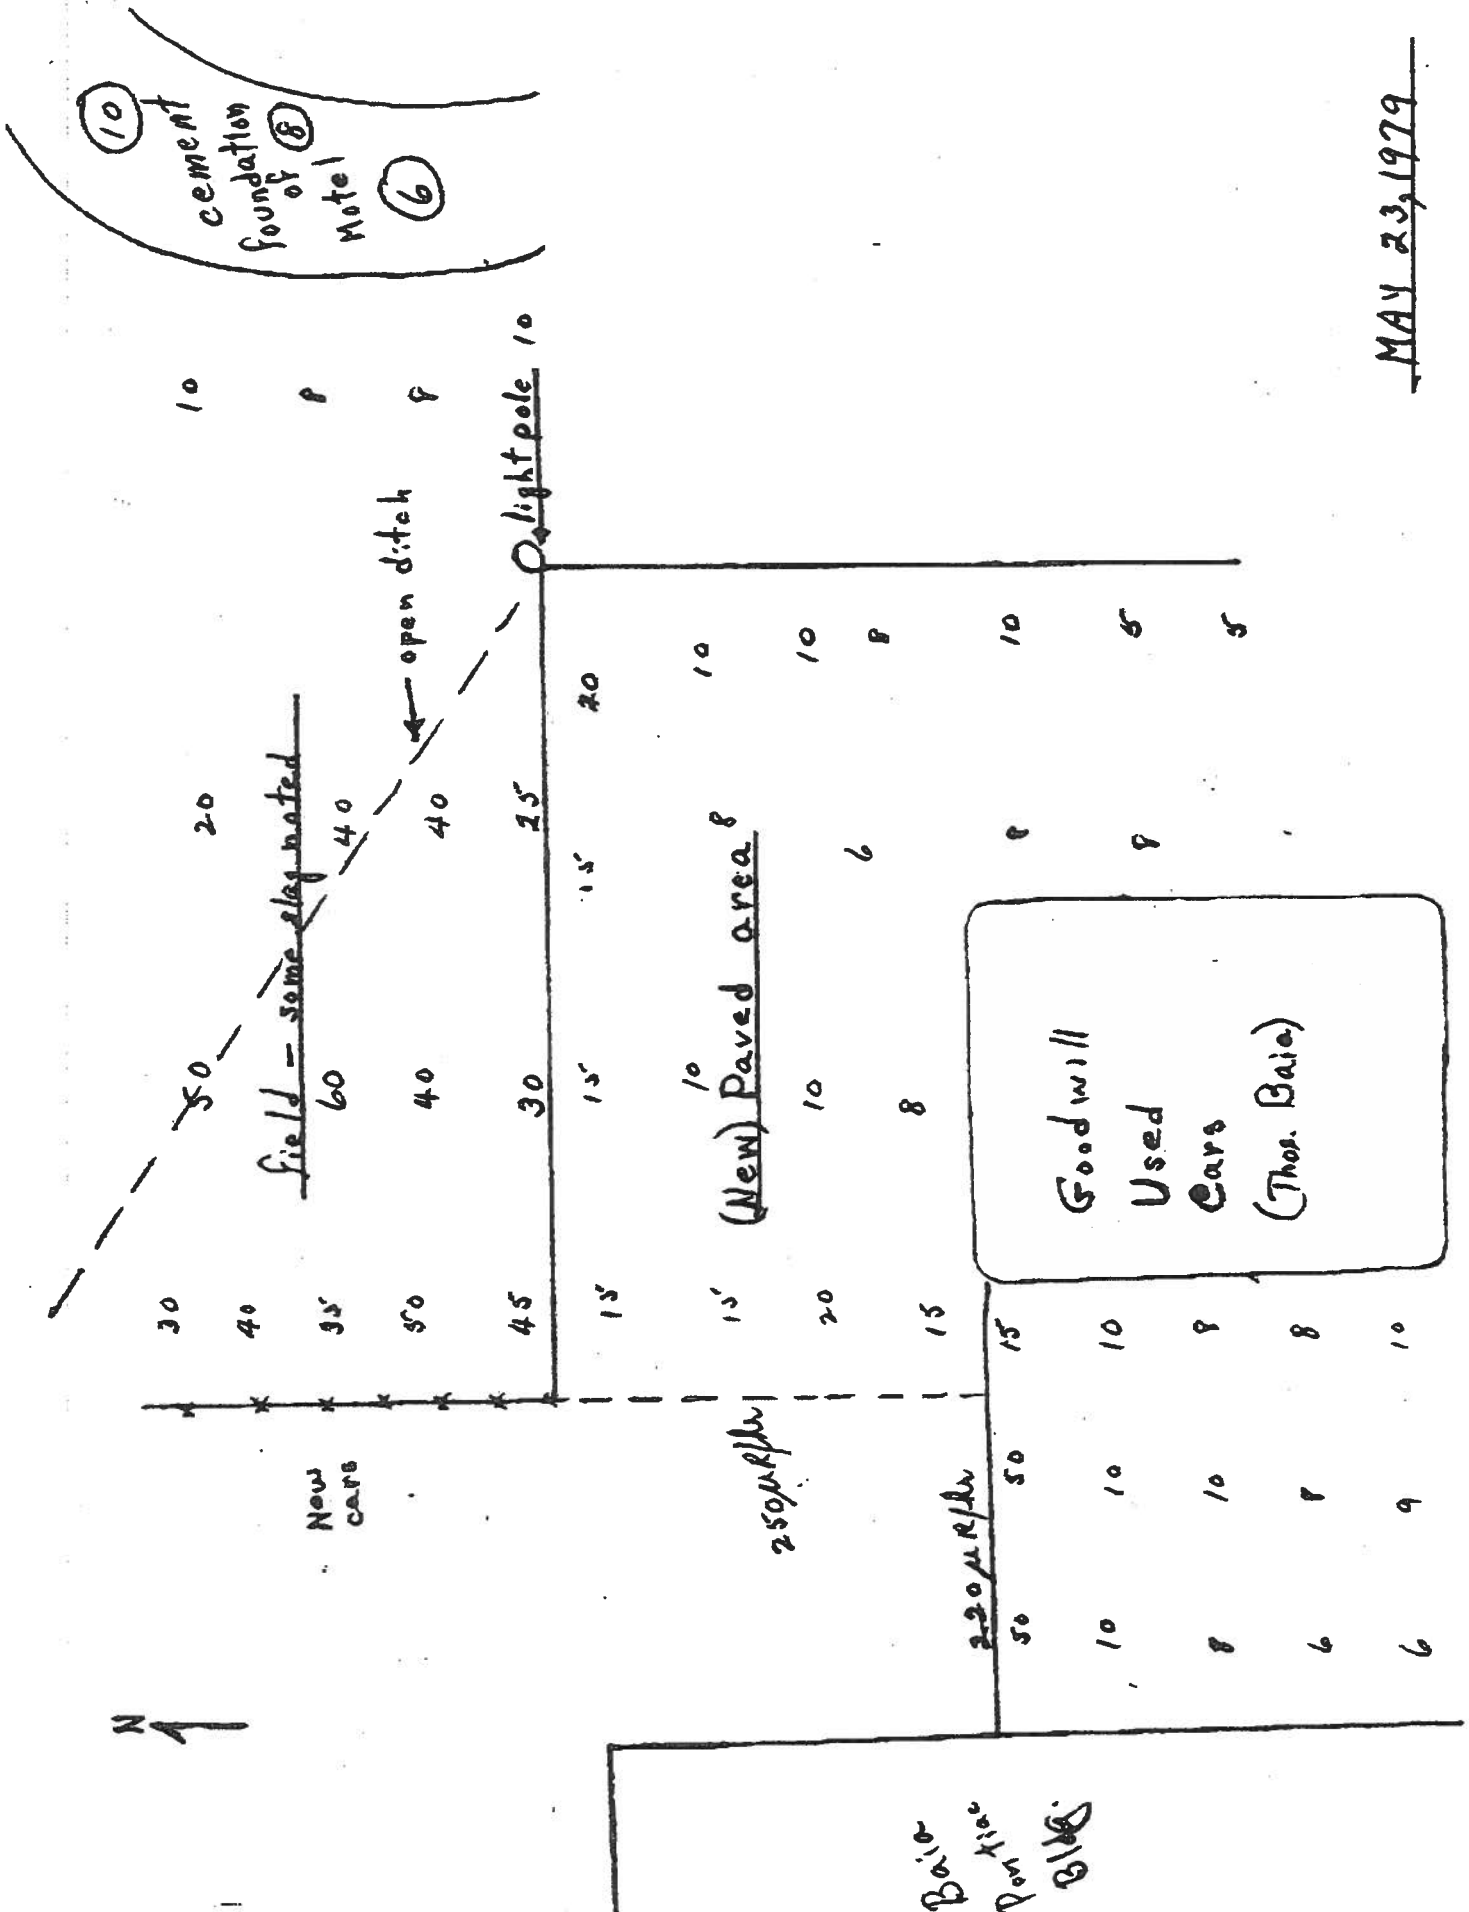 N
10
cement
foundation
of 8
Motel
6
30 50 20 10
40
field - some slag noted
35 60 40 8
New
cars
50 40 40 8
← open ditch
45 30 25
lightpole 10
15 15 15 20
15 10 10
(New) Paved area 8
250 µR/hr
20 10 6 10
15 8 8
220 µR/hr
50 50 15 8 10
10 10 10 8 5
8 10 8 5
6 8 8
6 9 10
Goodwill
Used
Cars
(Thos. Baia)
Baia
Pontiac
Bldg.
MAY 23, 1979